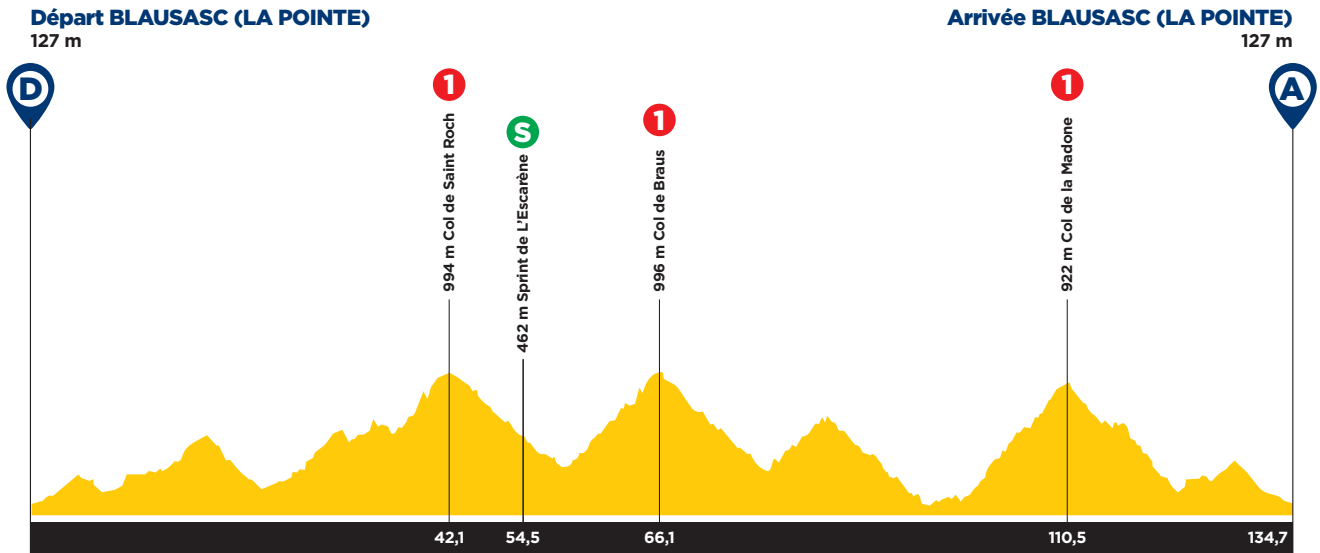 Départ BLAUSASC (LA POINTE)
127 m
D
Arrivée BLAUSASC (LA POINTE)
127 m
A
1
994 m Col de Saint Roch
S
462 m Sprint de L'Escarène
1
996 m Col de Braus
1
922 m Col de la Madone
42,1
54,5
66,1
110,5
134,7